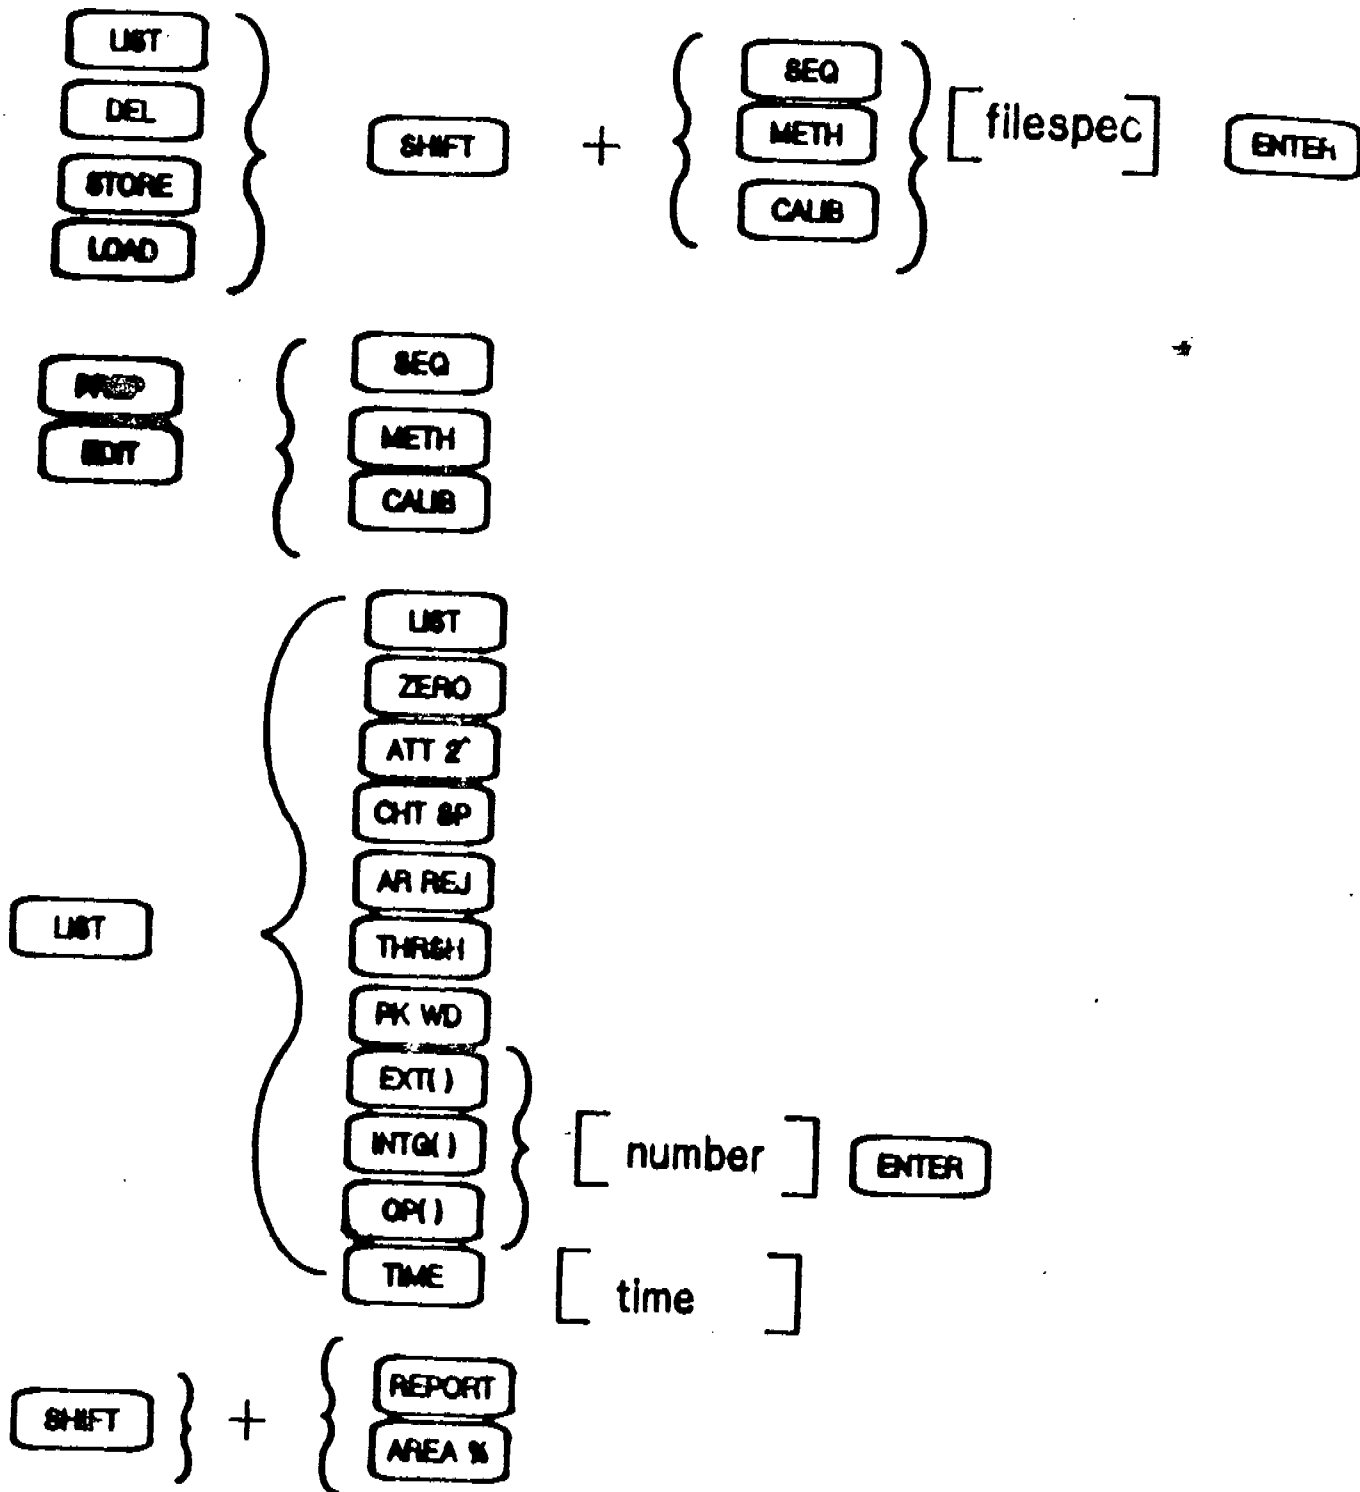 LIST
DEL
STORE
LOAD
SHIFT
+
SEQ
METH
CALIB
[filespec]
ENTER
PREP
EDIT
SEQ
METH
CALIB
LIST
LIST
ZERO
ATT 2^
CHT SP
AR REJ
THRSH
PK WD
EXT( )
INTG( )
OP( )
TIME
[ number ]
ENTER
[ time ]
SHIFT
+
REPORT
AREA %